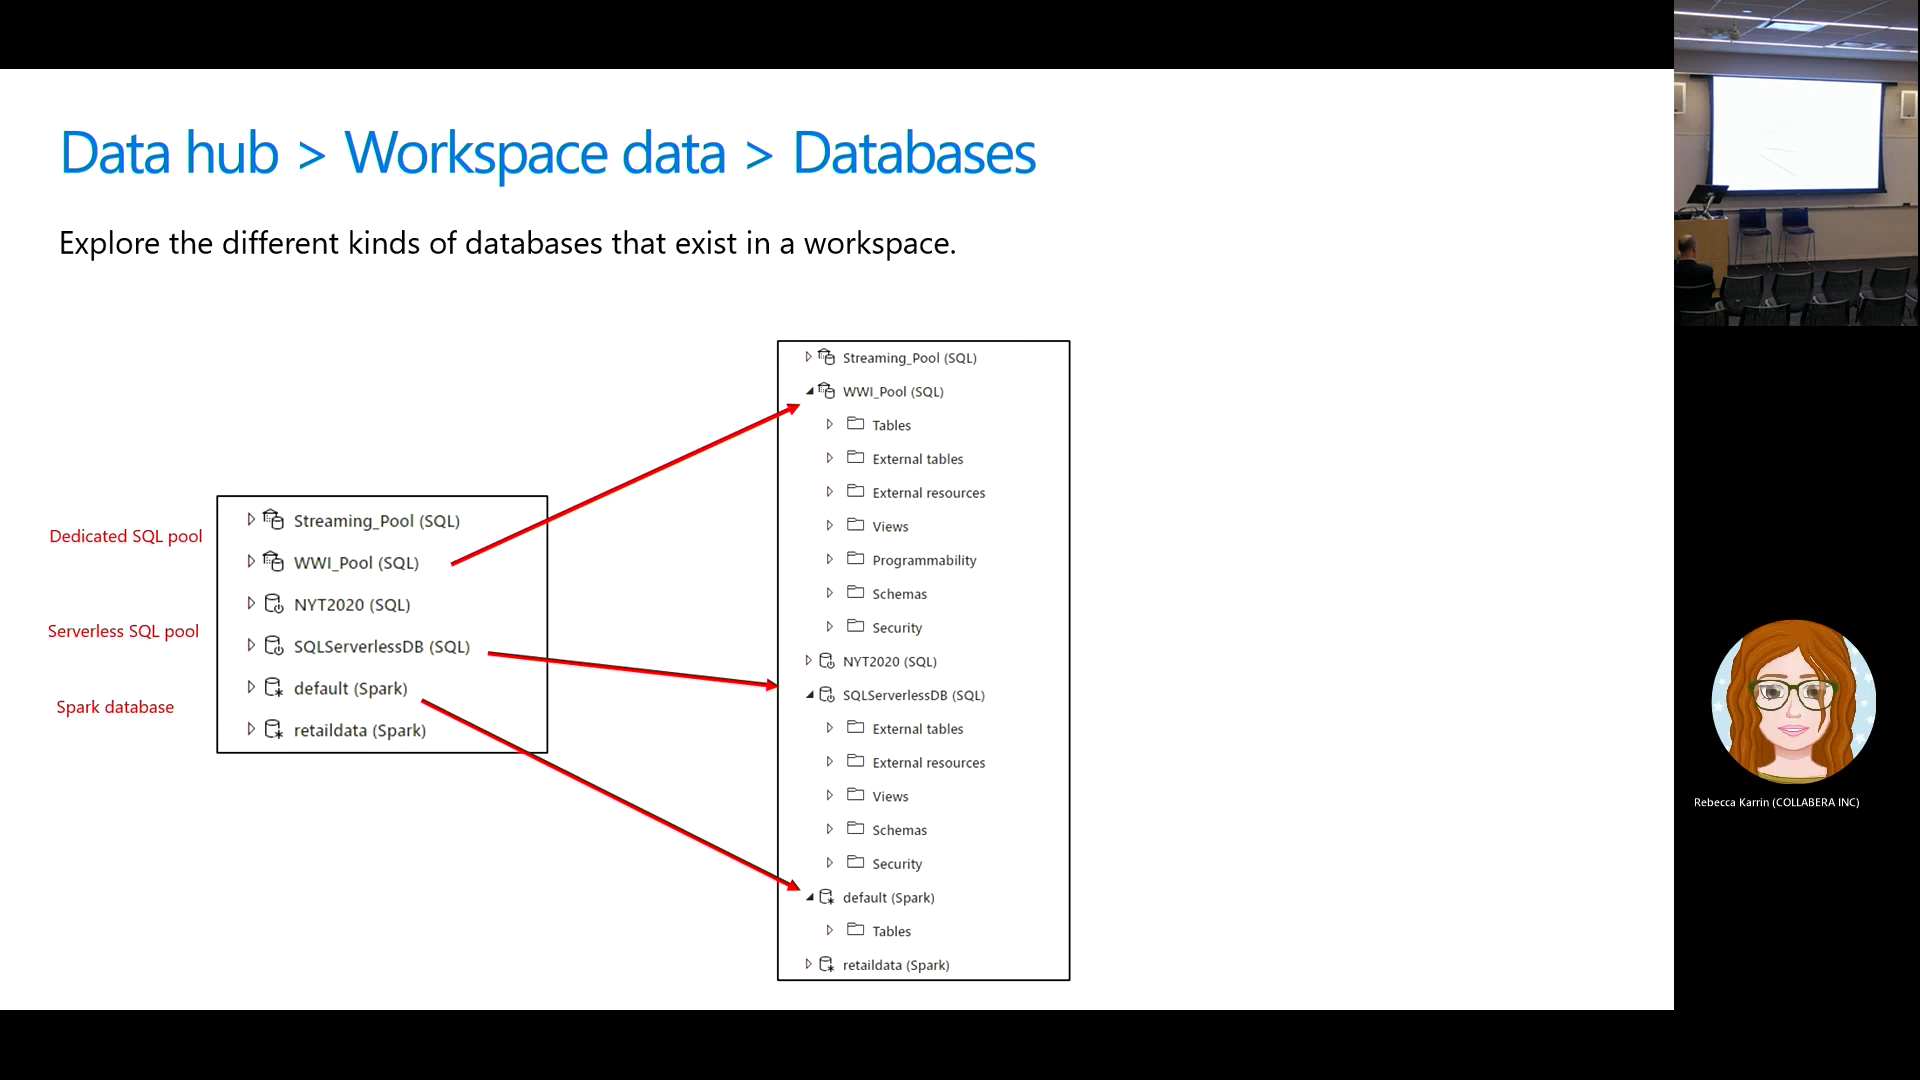 Data hub > Workspace data > Databases
Explore the different kinds of databases that exist in a workspace.
Dedicated SQL pool
Serverless SQL pool
Spark database
Streaming_Pool (SQL)
WWI_Pool (SQL)
NYT2020 (SQL)
SQLServerlessDB (SQL)
default (Spark)
retaildata (Spark)
Streaming_Pool (SQL)
WWI_Pool (SQL)
Tables
External tables
External resources
Views
Programmability
Schemas
Security
NYT2020 (SQL)
SQLServerlessDB (SQL)
External tables
External resources
Views
Schemas
Security
default (Spark)
Tables
retaildata (Spark)
Rebecca Karrin (COLLABERA INC)